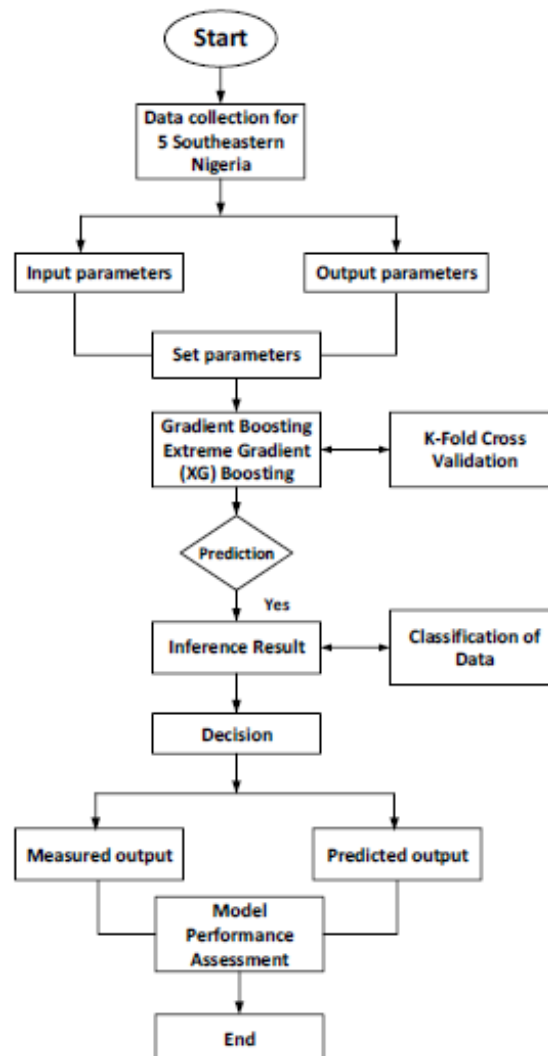 Start
Data collection for
5 Southeastern
Nigeria
Input parameters
Output parameters
Set parameters
Gradient Boosting
Extreme Gradient
(XG) Boosting
K-Fold Cross
Validation
Prediction
Yes
Inference Result
Classification of
Data
Decision
Measured output
Predicted output
Model
Performance
Assessment
End